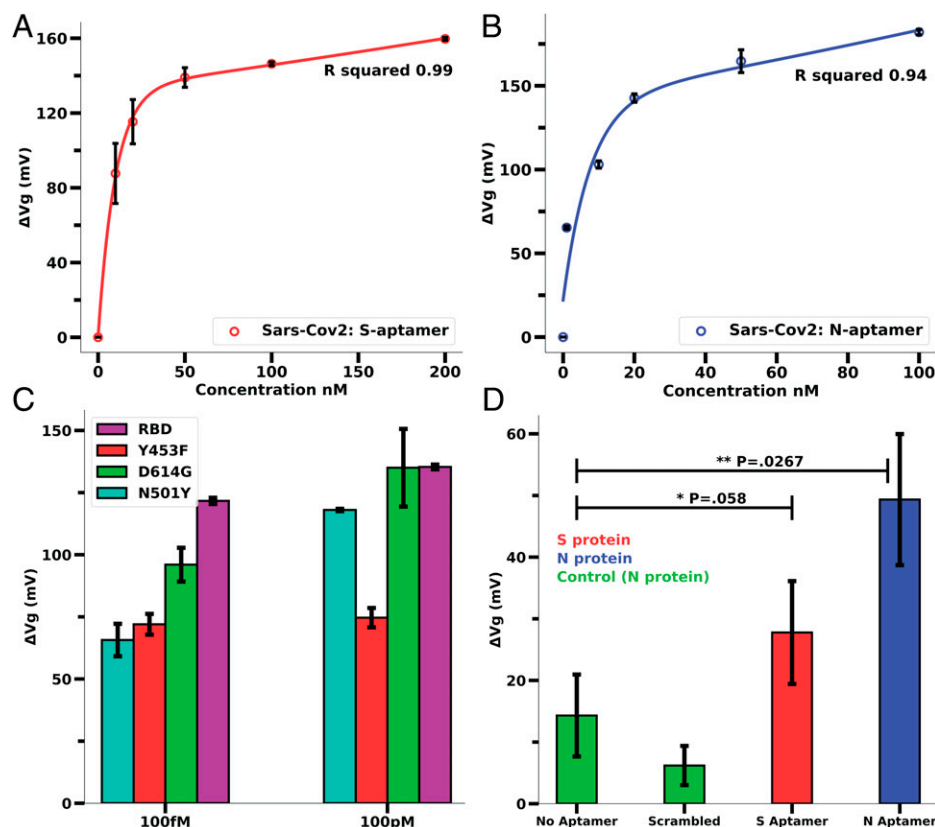 A
160
120
80
40
0
ΔVg (mV)
R squared 0.99
Sars-Cov2: S-aptamer
0
50
100
150
200
Concentration nM
B
150
100
50
0
ΔVg (mV)
R squared 0.94
Sars-Cov2: N-aptamer
0
20
40
60
80
100
Concentration nM
C
150
100
50
0
ΔVg (mV)
RBD
Y453F
D614G
N501Y
100fM
100pM
D
60
40
20
0
ΔVg (mV)
** P=.0267
* P=.058
S protein
N protein
Control (N protein)
No Aptamer
Scrambled
S Aptamer
N Aptamer